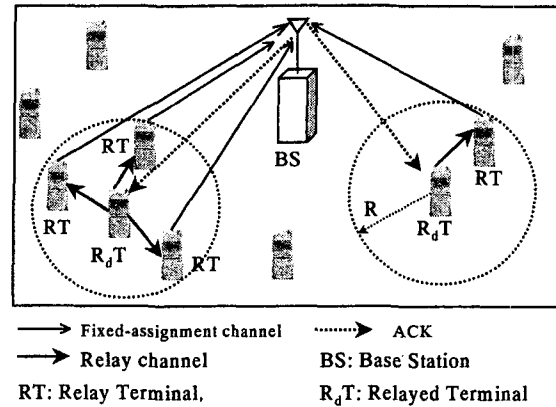 RT
BS
RT
R
RT
RdT
RT
RdT
Fixed-assignment channel
ACK
Relay channel
BS: Base Station
RT: Relay Terminal,
RdT: Relayed Terminal